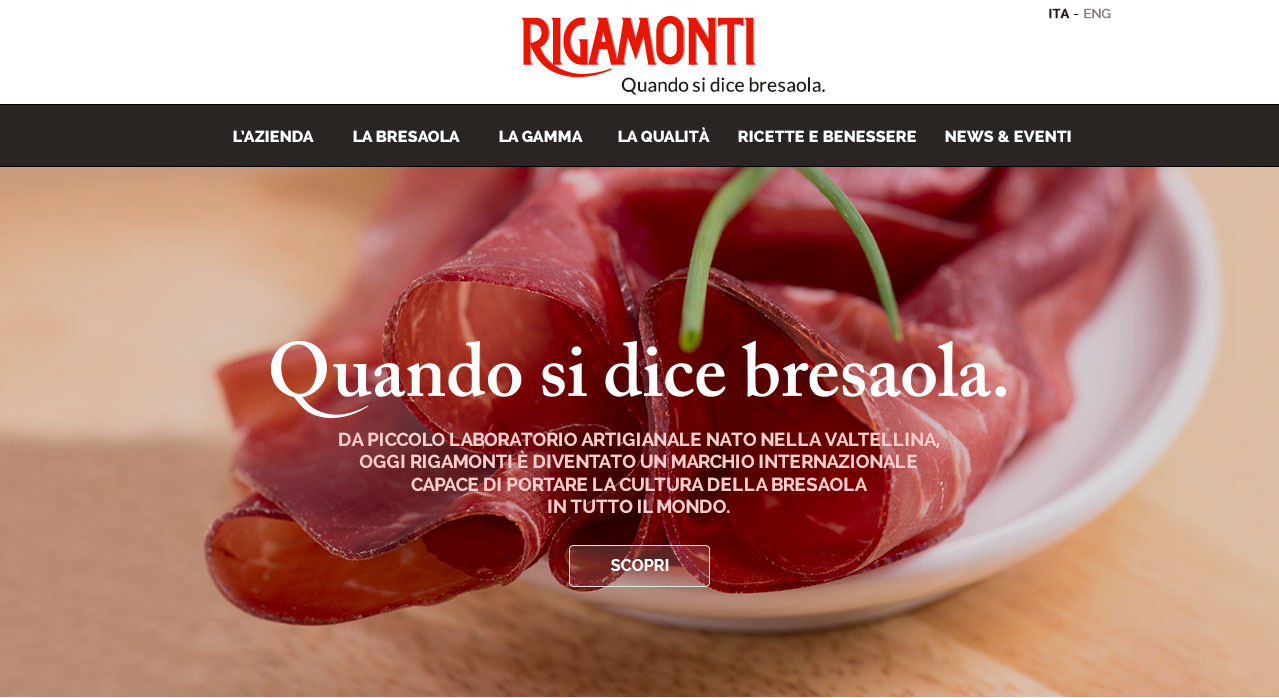 ITA - ENG
RIGAMONTI
Quando si dice bresaola.
L'AZIENDA LA BRESAOLA LA GAMMA LA QUALITÀ RICETTE E BENESSERE NEWS & EVENTI
Quando si dice bresaola.
DA PICCOLO LABORATORIO ARTIGIANALE NATO NELLA VALTELLINA,
OGGI RIGAMONTI È DIVENTATO UN MARCHIO INTERNAZIONALE
CAPACE DI PORTARE LA CULTURA DELLA BRESAOLA
IN TUTTO IL MONDO.
SCOPRI